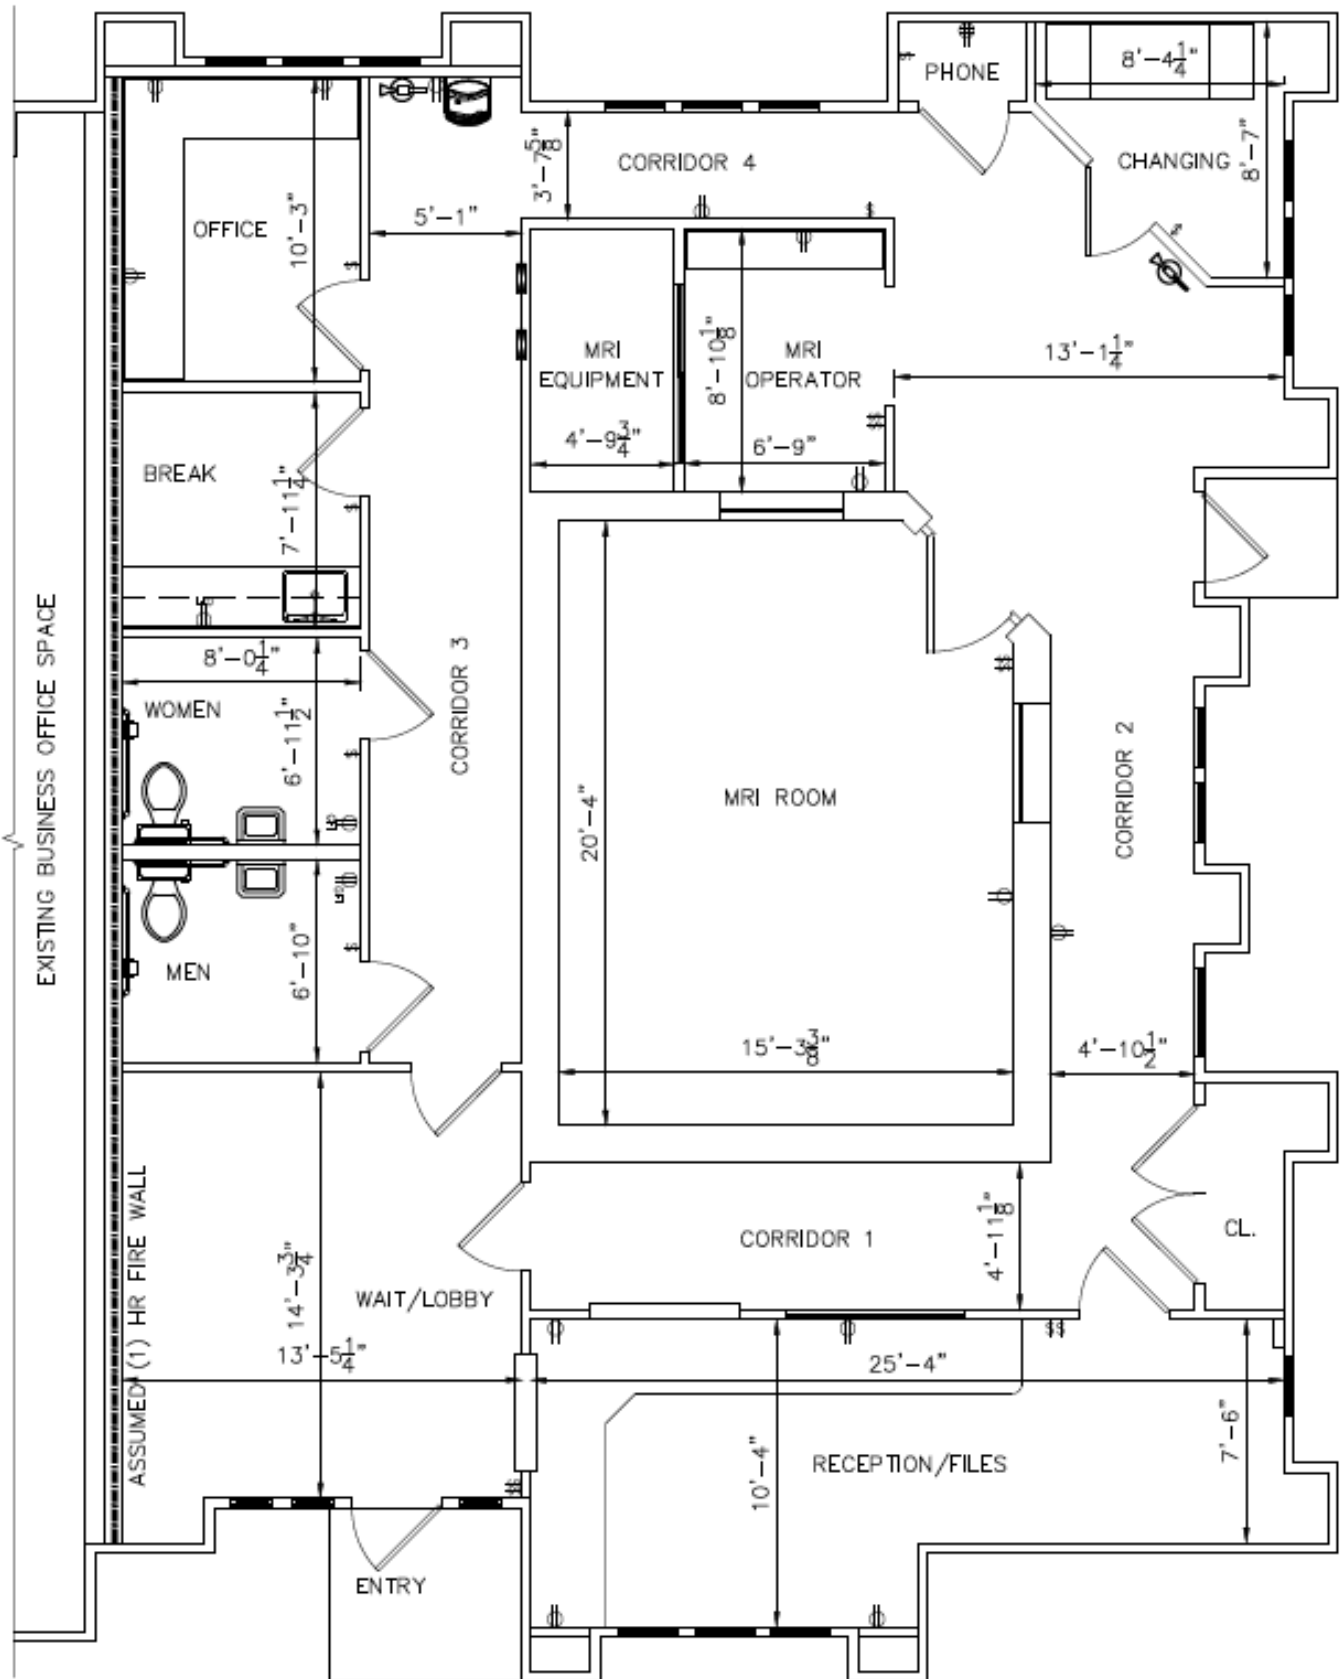 8'-4 1/4"
PHONE
CHANGING
8'-7"
3'-7 5/8"
CORRIDOR 4
5'-1"
OFFICE
10'-3"
MRI
EQUIPMENT
4'-9 3/4"
8'-10 1/8"
MRI
OPERATOR
6'-9"
13'-1 1/4"
BREAK
7'-11 1/4"
EXISTING BUSINESS OFFICE SPACE
8'-0 1/4"
WOMEN
6'-11 1/2"
CORRIDOR 3
MRI ROOM
20'-4"
15'-3 3/8"
CORRIDOR 2
4'-10 1/2"
MEN
6'-10"
ASSUMED (1) HR FIRE WALL
14'-3 3/4"
WAIT/LOBBY
13'-5 1/4"
CORRIDOR 1
4'-11 1/8"
CL.
25'-4"
10'-4"
RECEPTION/FILES
7'-6"
ENTRY